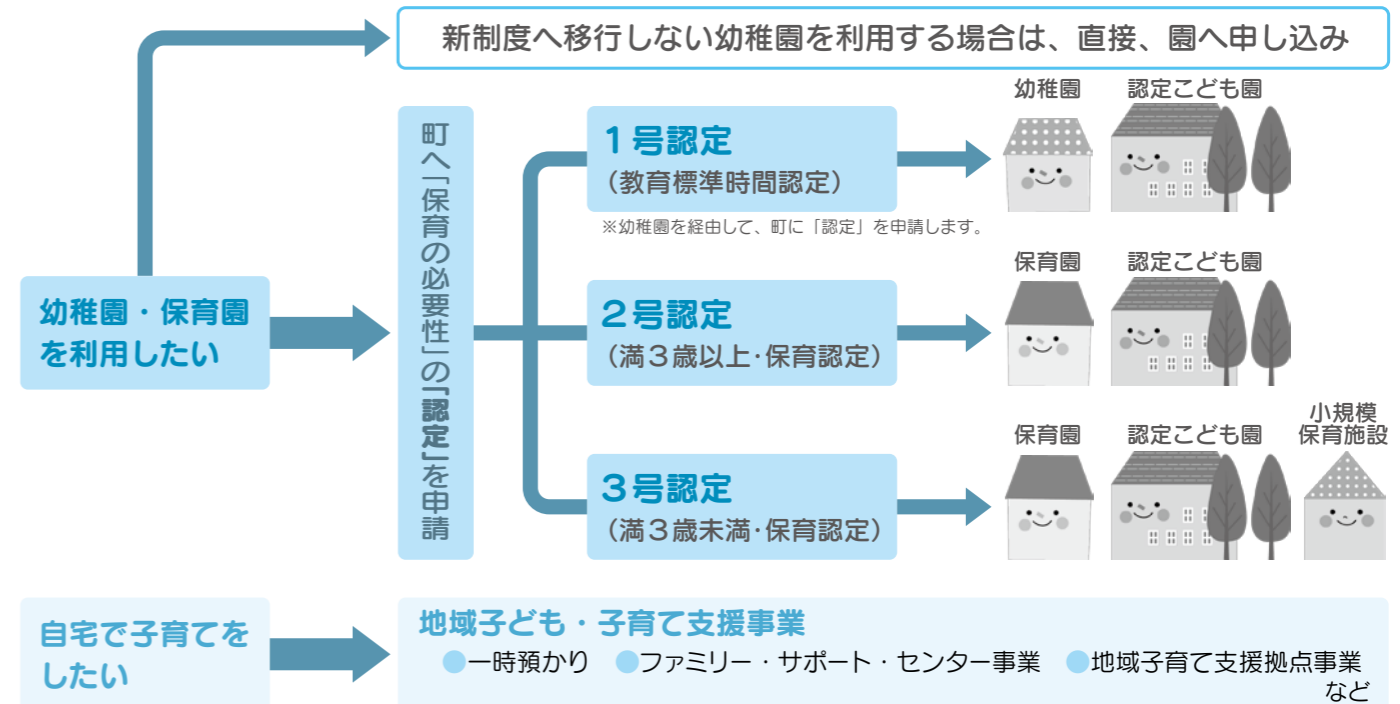 新制度へ移行しない幼稚園を利用する場合は、直接、園へ申し込み
幼稚園・保育園
を利用したい
町へ「保育の必要性」の「認定」を申請
1号認定
（教育標準時間認定）
※幼稚園を経由して、町に「認定」を申請します。
幼稚園
認定こども園
2号認定
（満3歳以上・保育認定）
保育園
認定こども園
3号認定
（満3歳未満・保育認定）
保育園
認定こども園
小規模
保育施設
自宅で子育てを
したい
地域子ども・子育て支援事業
●一時預かり ●ファミリー・サポート・センター事業 ●地域子育て支援拠点事業
など